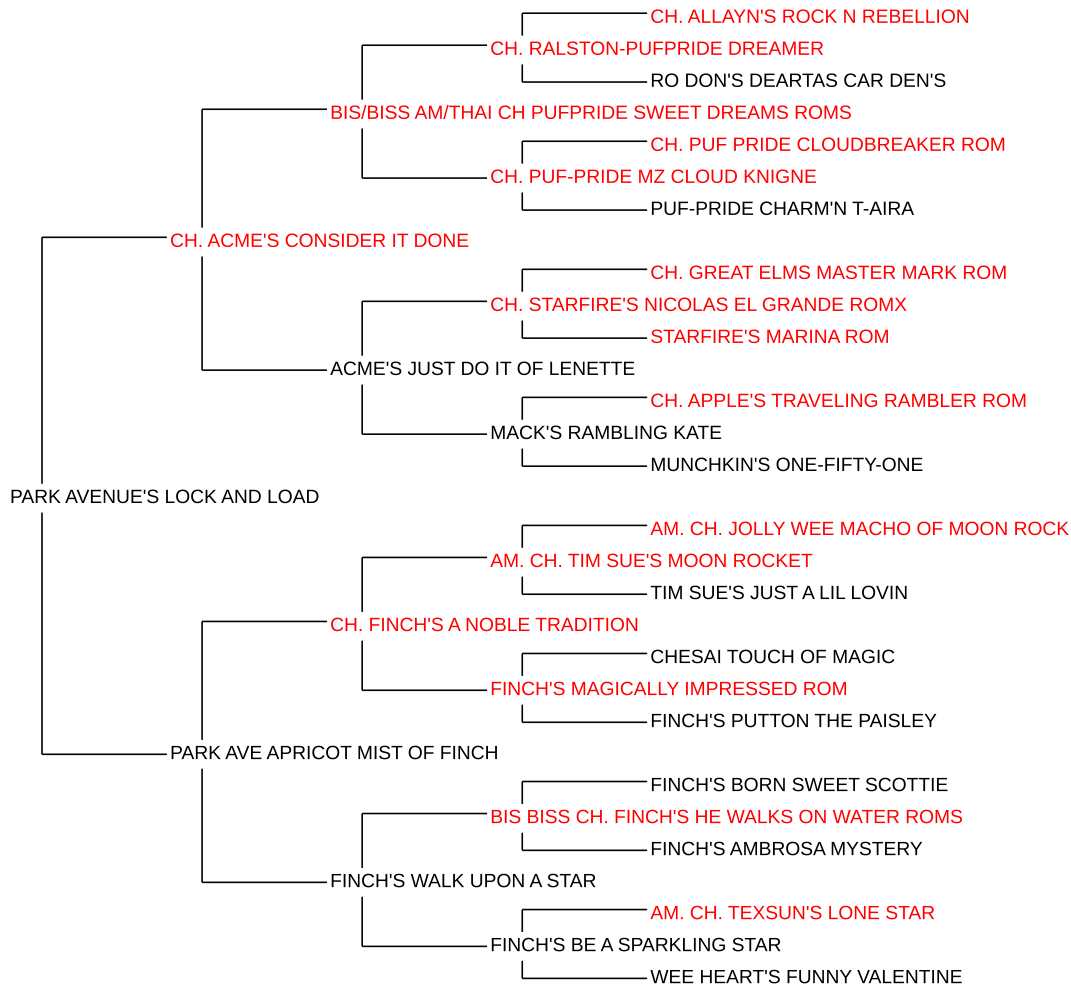 CH. ALLAYN'S ROCK N REBELLION
CH. RALSTON-PUFPRIDE DREAMER
RO DON'S DEARTAS CAR DEN'S
BIS/BISS AM/THAI CH PUFPRIDE SWEET DREAMS ROMS
CH. PUF PRIDE CLOUDBREAKER ROM
CH. PUF-PRIDE MZ CLOUD KNIGNE
PUF-PRIDE CHARM'N T-AIRA
CH. ACME'S CONSIDER IT DONE
CH. GREAT ELMS MASTER MARK ROM
CH. STARFIRE'S NICOLAS EL GRANDE ROMX
STARFIRE'S MARINA ROM
ACME'S JUST DO IT OF LENETTE
CH. APPLE'S TRAVELING RAMBLER ROM
MACK'S RAMBLING KATE
MUNCHKIN'S ONE-FIFTY-ONE
PARK AVENUE'S LOCK AND LOAD
AM. CH. JOLLY WEE MACHO OF MOON ROCK
AM. CH. TIM SUE'S MOON ROCKET
TIM SUE'S JUST A LIL LOVIN
CH. FINCH'S A NOBLE TRADITION
CHESAI TOUCH OF MAGIC
FINCH'S MAGICALLY IMPRESSED ROM
FINCH'S PUTTON THE PAISLEY
PARK AVE APRICOT MIST OF FINCH
FINCH'S BORN SWEET SCOTTIE
BIS BISS CH. FINCH'S HE WALKS ON WATER ROMS
FINCH'S AMBROSA MYSTERY
FINCH'S WALK UPON A STAR
AM. CH. TEXSUN'S LONE STAR
FINCH'S BE A SPARKLING STAR
WEE HEART'S FUNNY VALENTINE